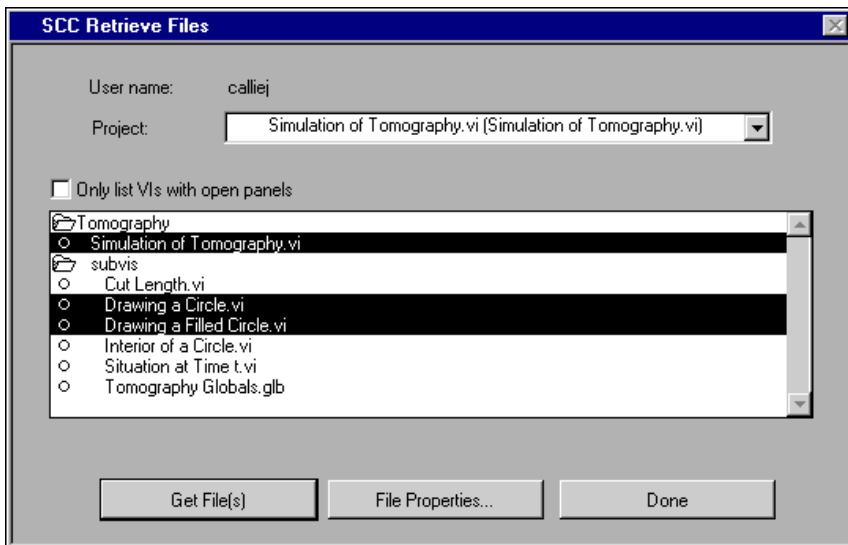 SCC Retrieve Files
User name: calliej
Project: Simulation of Tomography.vi (Simulation of Tomography.vi)
Only list VIs with open panels
Tomography
Simulation of Tomography.vi
subvis
Cut Length.vi
Drawing a Circle.vi
Drawing a Filled Circle.vi
Interior of a Circle.vi
Situation at Time t.vi
Tomography Globals.glb
Get File(s) File Properties... Done